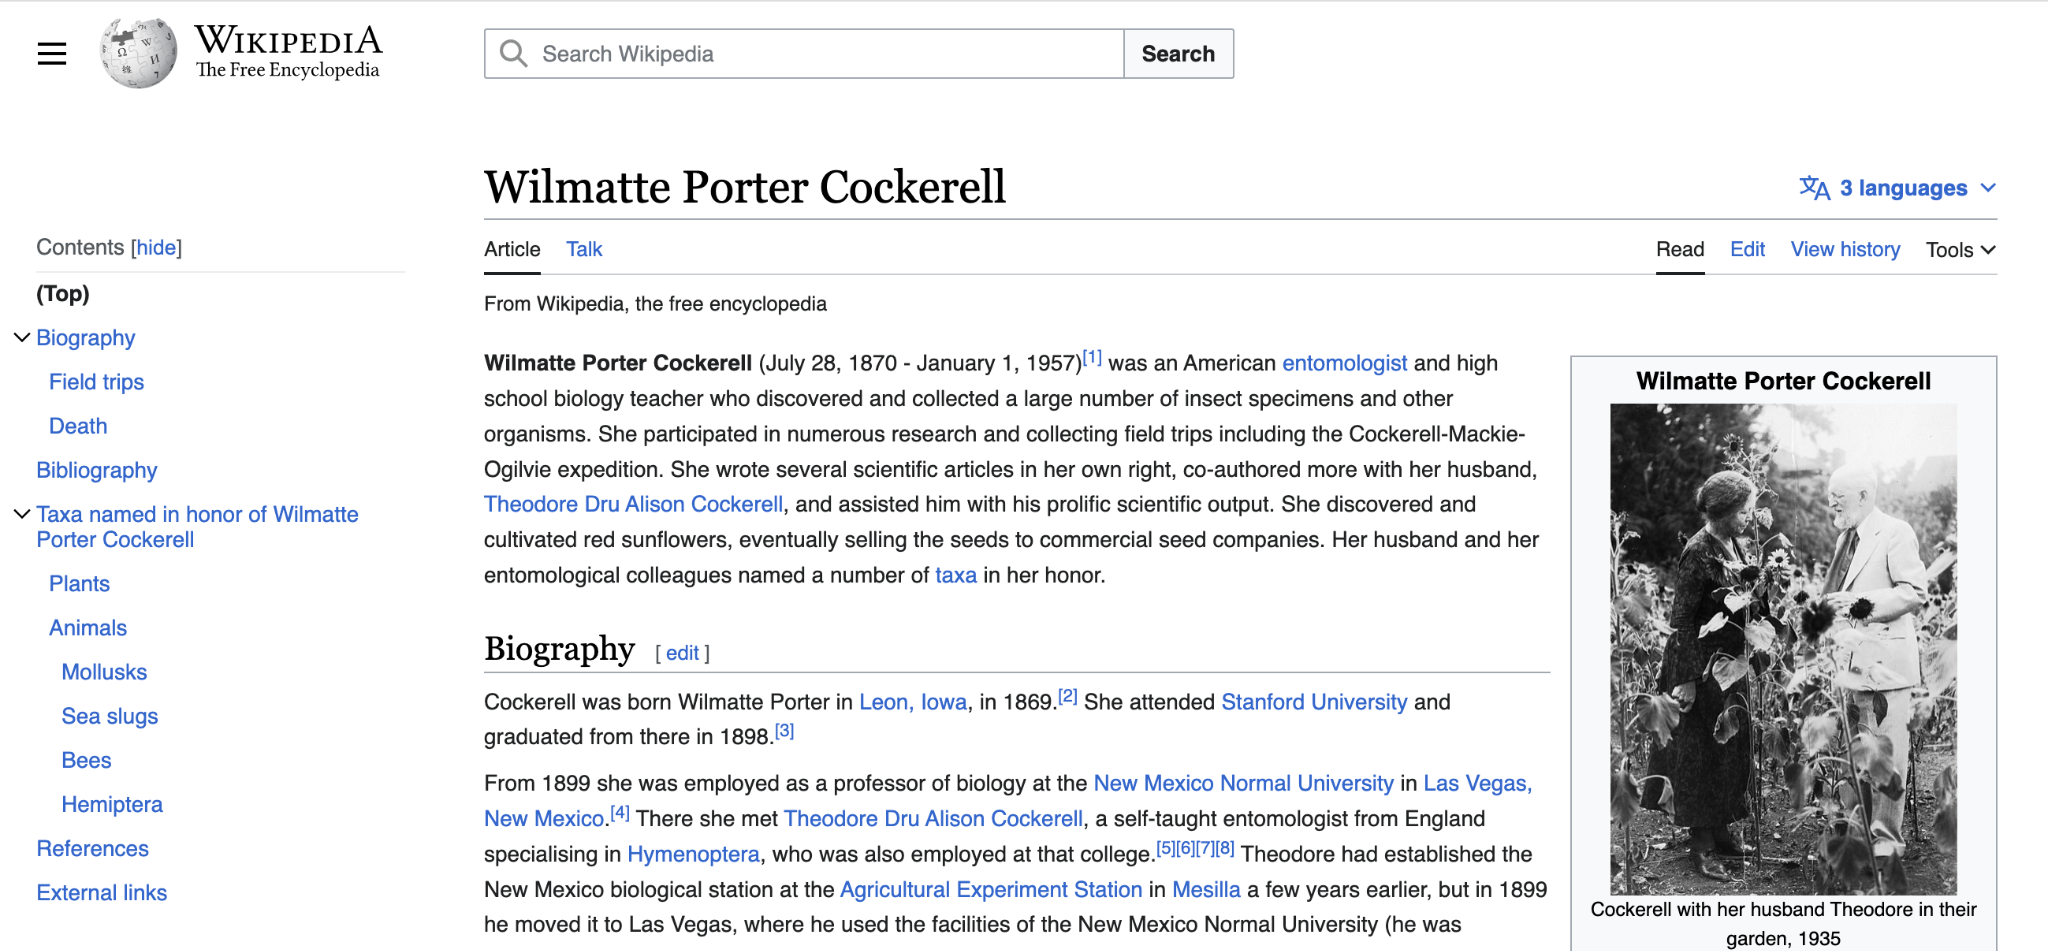 WIKIPEDIA
The Free Encyclopedia
Search Wikipedia
Search
Contents [hide]
(Top)
Biography
Field trips
Death
Bibliography
Taxa named in honor of Wilmatte
Porter Cockerell
Plants
Animals
Mollusks
Sea slugs
Bees
Hemiptera
References
External links
Wilmatte Porter Cockerell
3 languages
Article Talk
Read Edit View history Tools
From Wikipedia, the free encyclopedia
Wilmatte Porter Cockerell (July 28, 1870 - January 1, 1957)[1] was an American entomologist and high
school biology teacher who discovered and collected a large number of insect specimens and other
organisms. She participated in numerous research and collecting field trips including the Cockerell-Mackie-
Ogilvie expedition. She wrote several scientific articles in her own right, co-authored more with her husband,
Theodore Dru Alison Cockerell, and assisted him with his prolific scientific output. She discovered and
cultivated red sunflowers, eventually selling the seeds to commercial seed companies. Her husband and her
entomological colleagues named a number of taxa in her honor.
Biography [ edit ]
Cockerell was born Wilmatte Porter in Leon, Iowa, in 1869.[2] She attended Stanford University and
graduated from there in 1898.[3]
From 1899 she was employed as a professor of biology at the New Mexico Normal University in Las Vegas,
New Mexico.[4] There she met Theodore Dru Alison Cockerell, a self-taught entomologist from England
specialising in Hymenoptera, who was also employed at that college.[5][6][7][8] Theodore had established the
New Mexico biological station at the Agricultural Experiment Station in Mesilla a few years earlier, but in 1899
he moved it to Las Vegas, where he used the facilities of the New Mexico Normal University (he was
Wilmatte Porter Cockerell
Cockerell with her husband Theodore in their
garden, 1935